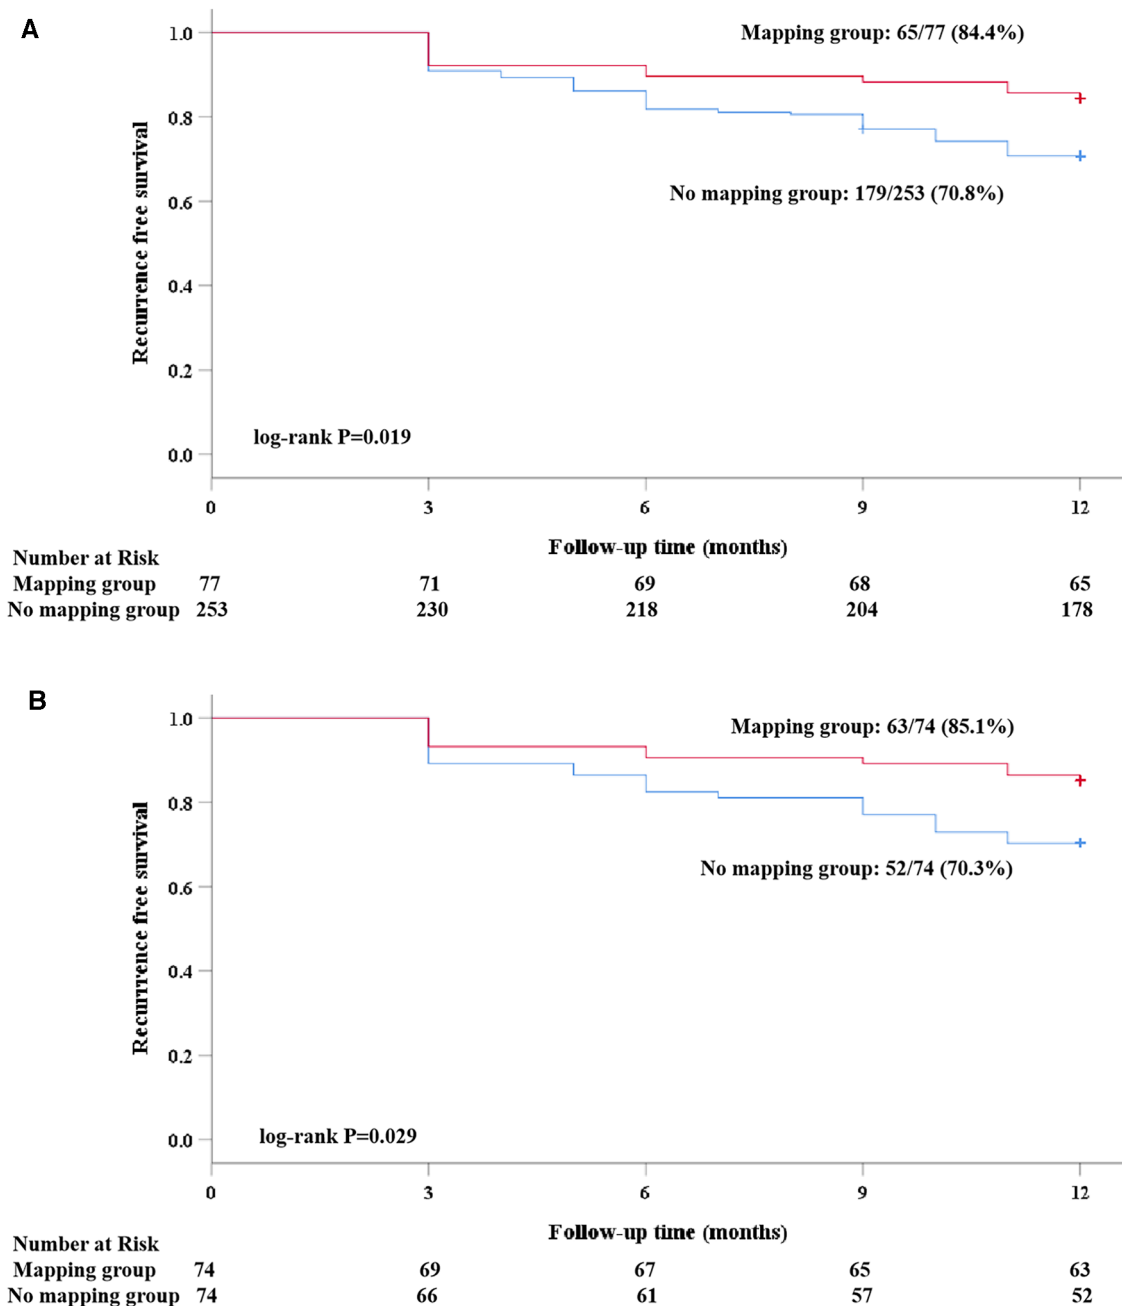 A
1.0
0.8
0.6
0.4
0.2
0.0
Recurrence free survival
Mapping group: 65/77 (84.4%)
No mapping group: 179/253 (70.8%)
log-rank P=0.019
0 3 6 9 12
Follow-up time (months)
Number at Risk
Mapping group 77 71 69 68 65
No mapping group 253 230 218 204 178
B
1.0
0.8
0.6
0.4
0.2
0.0
Recurrrence free survival
Mapping group: 63/74 (85.1%)
No mapping group: 52/74 (70.3%)
log-rank P=0.029
0 3 6 9 12
Follow-up time (months)
Number at Risk
Mapping group 74 69 67 65 63
No mapping group 74 66 61 57 52